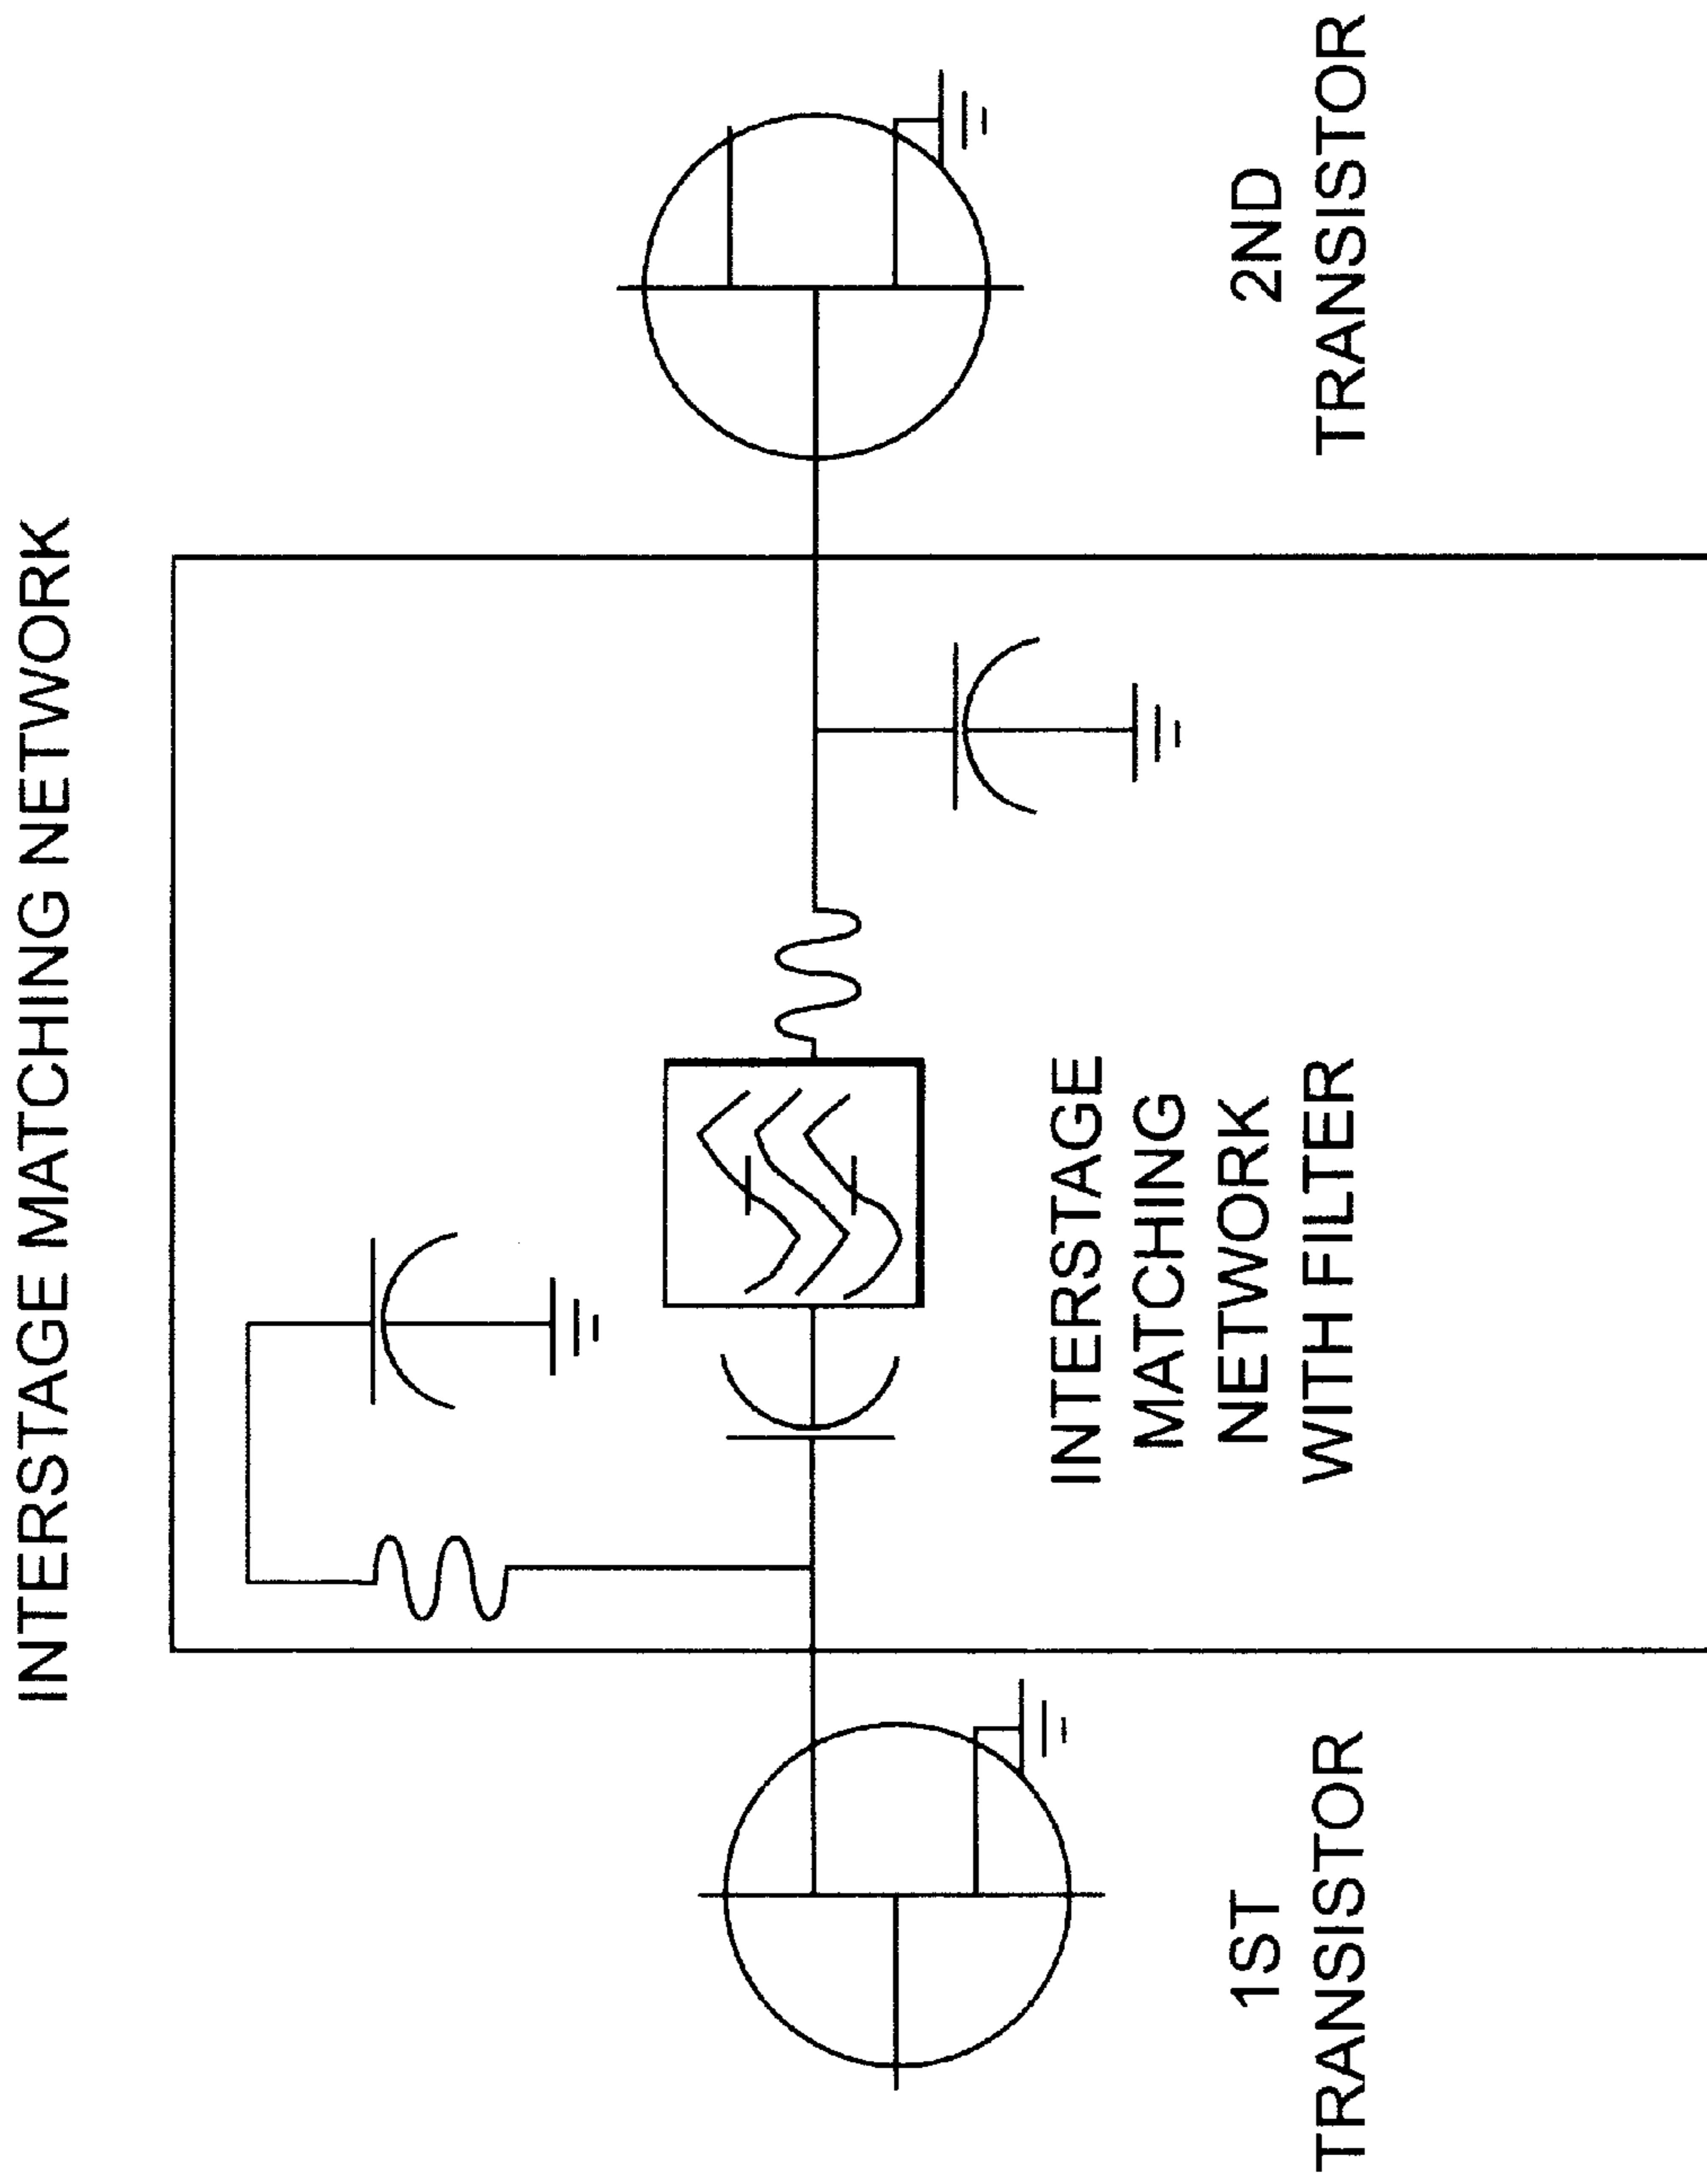 INTERSTAGE MATCHING NETWORK
1ST
TRANSISTOR
INTERSTAGE
MATCHING
NETWORK
WITH FILTER
2ND
TRANSISTOR